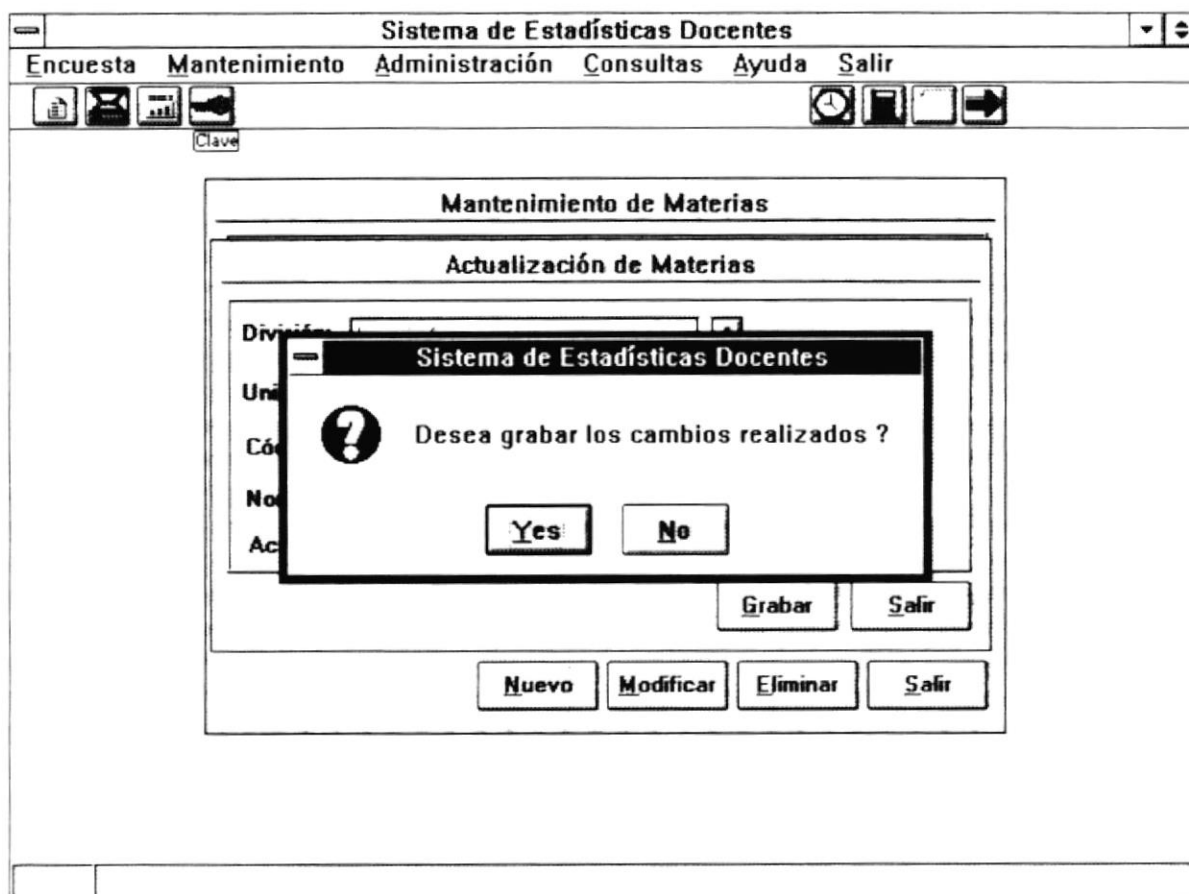 Sistema de Estadísticas Docentes
Encuesta Mantenimiento Administración Consultas Ayuda Salir
Clave
Mantenimiento de Materias
Actualización de Materias
División:
Sistema de Estadísticas Docentes
Desea grabar los cambios realizados ?
Yes No
Grabar Salir
Nuevo Modificar Eliminar Salir